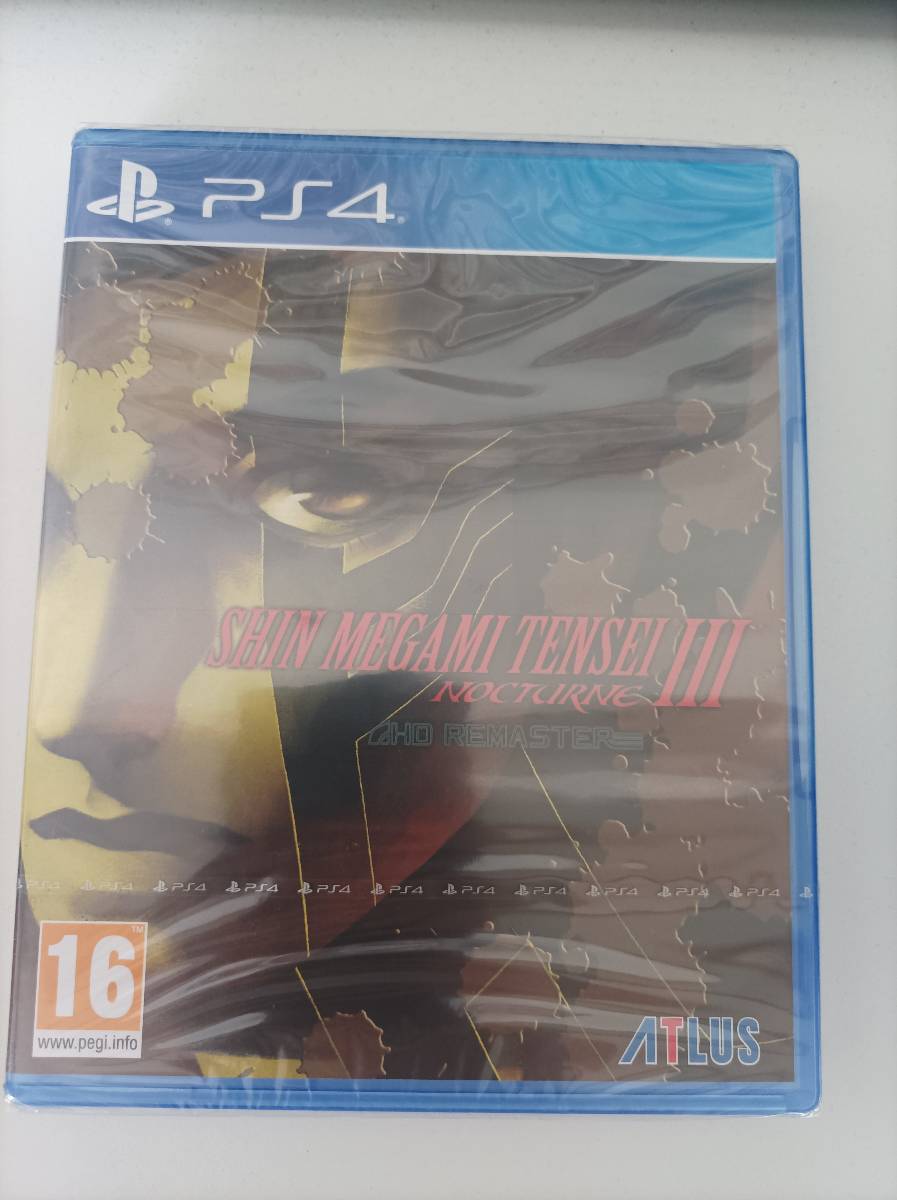 PS4
SHIN MEGAMI TENSEI III
NOCTURNE
HD REMASTER
PS4 PS4 PS4 PS4 PS4 PS4 PS4 PS4 PS4 PS4 PS4
16™
www.pegi.info
ATLUS